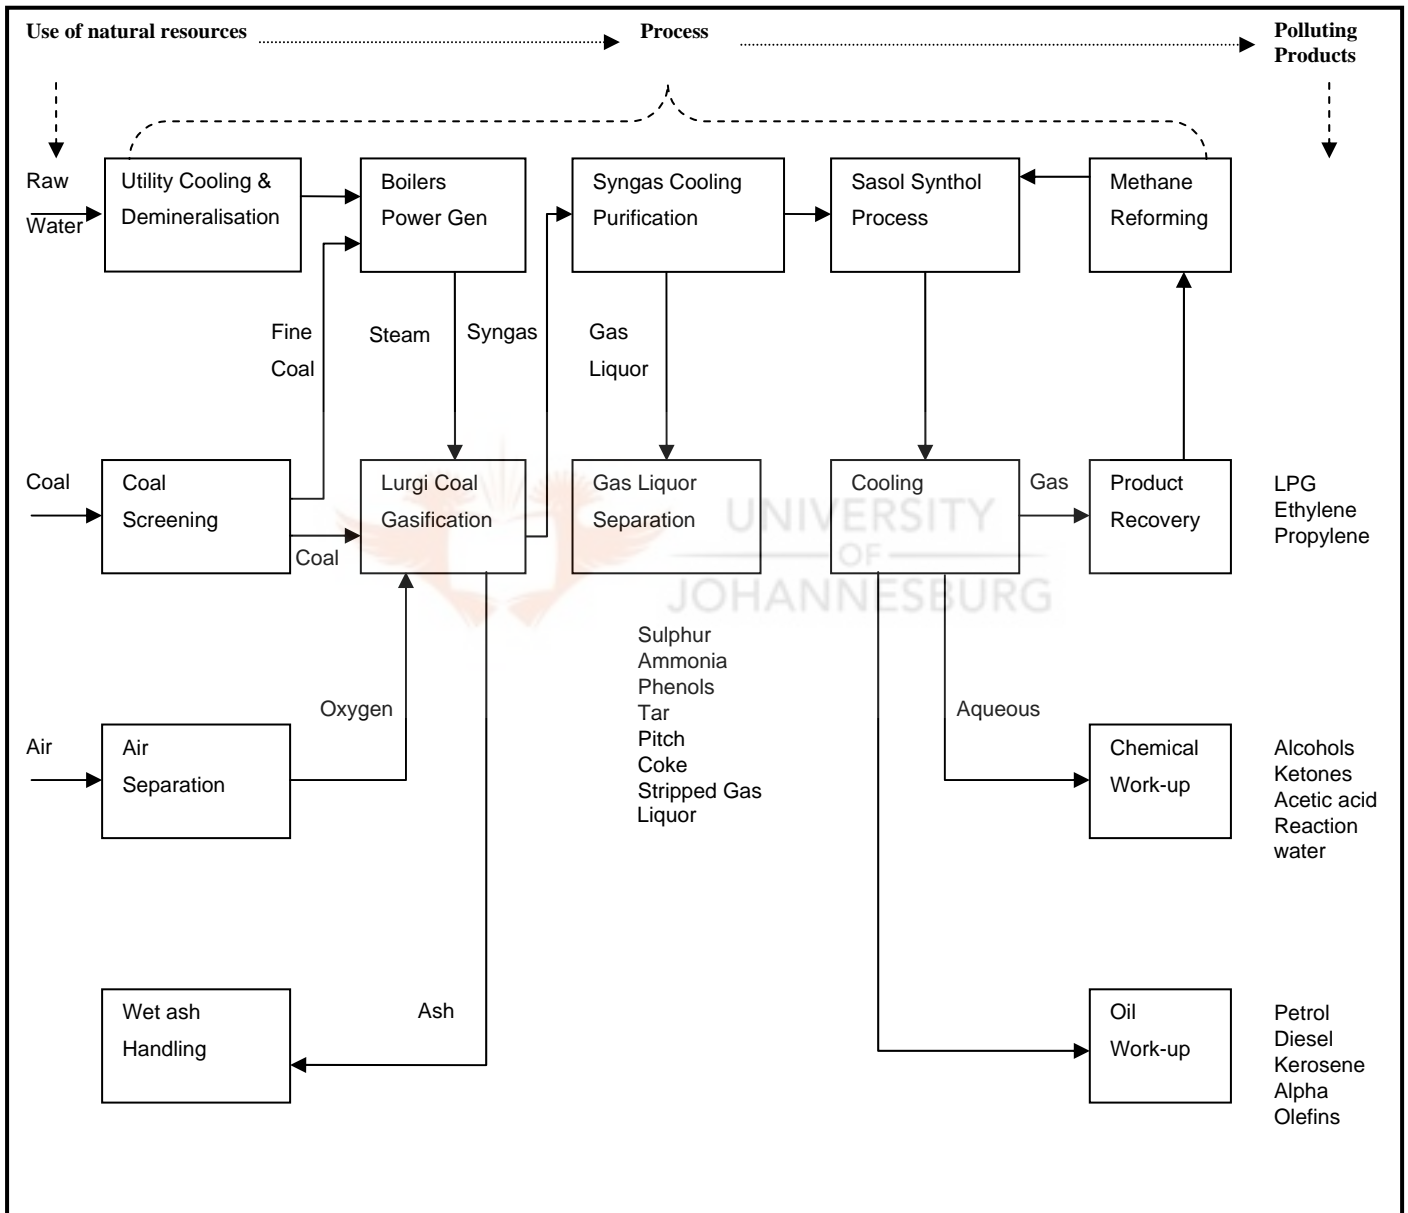 Use of natural resources
Process
Polluting
Products
Raw
Water
Utility Cooling &
Demineralisation
Boilers
Power Gen
Syngas Cooling
Purification
Sasol Synthol
Process
Methane
Reforming
Fine
Coal
Steam
Syngas
Gas
Liquor
Coal
Coal
Screening
Coal
Lurgi Coal
Gasification
Gas Liquor
Separation
Cooling
Gas
Product
Recovery
LPG
Ethylene
Propylene
UNIVERSITY
OF
JOHANNESBURG
Sulphur
Ammonia
Phenols
Tar
Pitch
Coke
Stripped Gas
Liquor
Oxygen
Aqueous
Air
Air
Separation
Chemical
Work-up
Alcohols
Ketones
Acetic acid
Reaction
water
Wet ash
Handling
Ash
Oil
Work-up
Petrol
Diesel
Kerosene
Alpha
Olefins